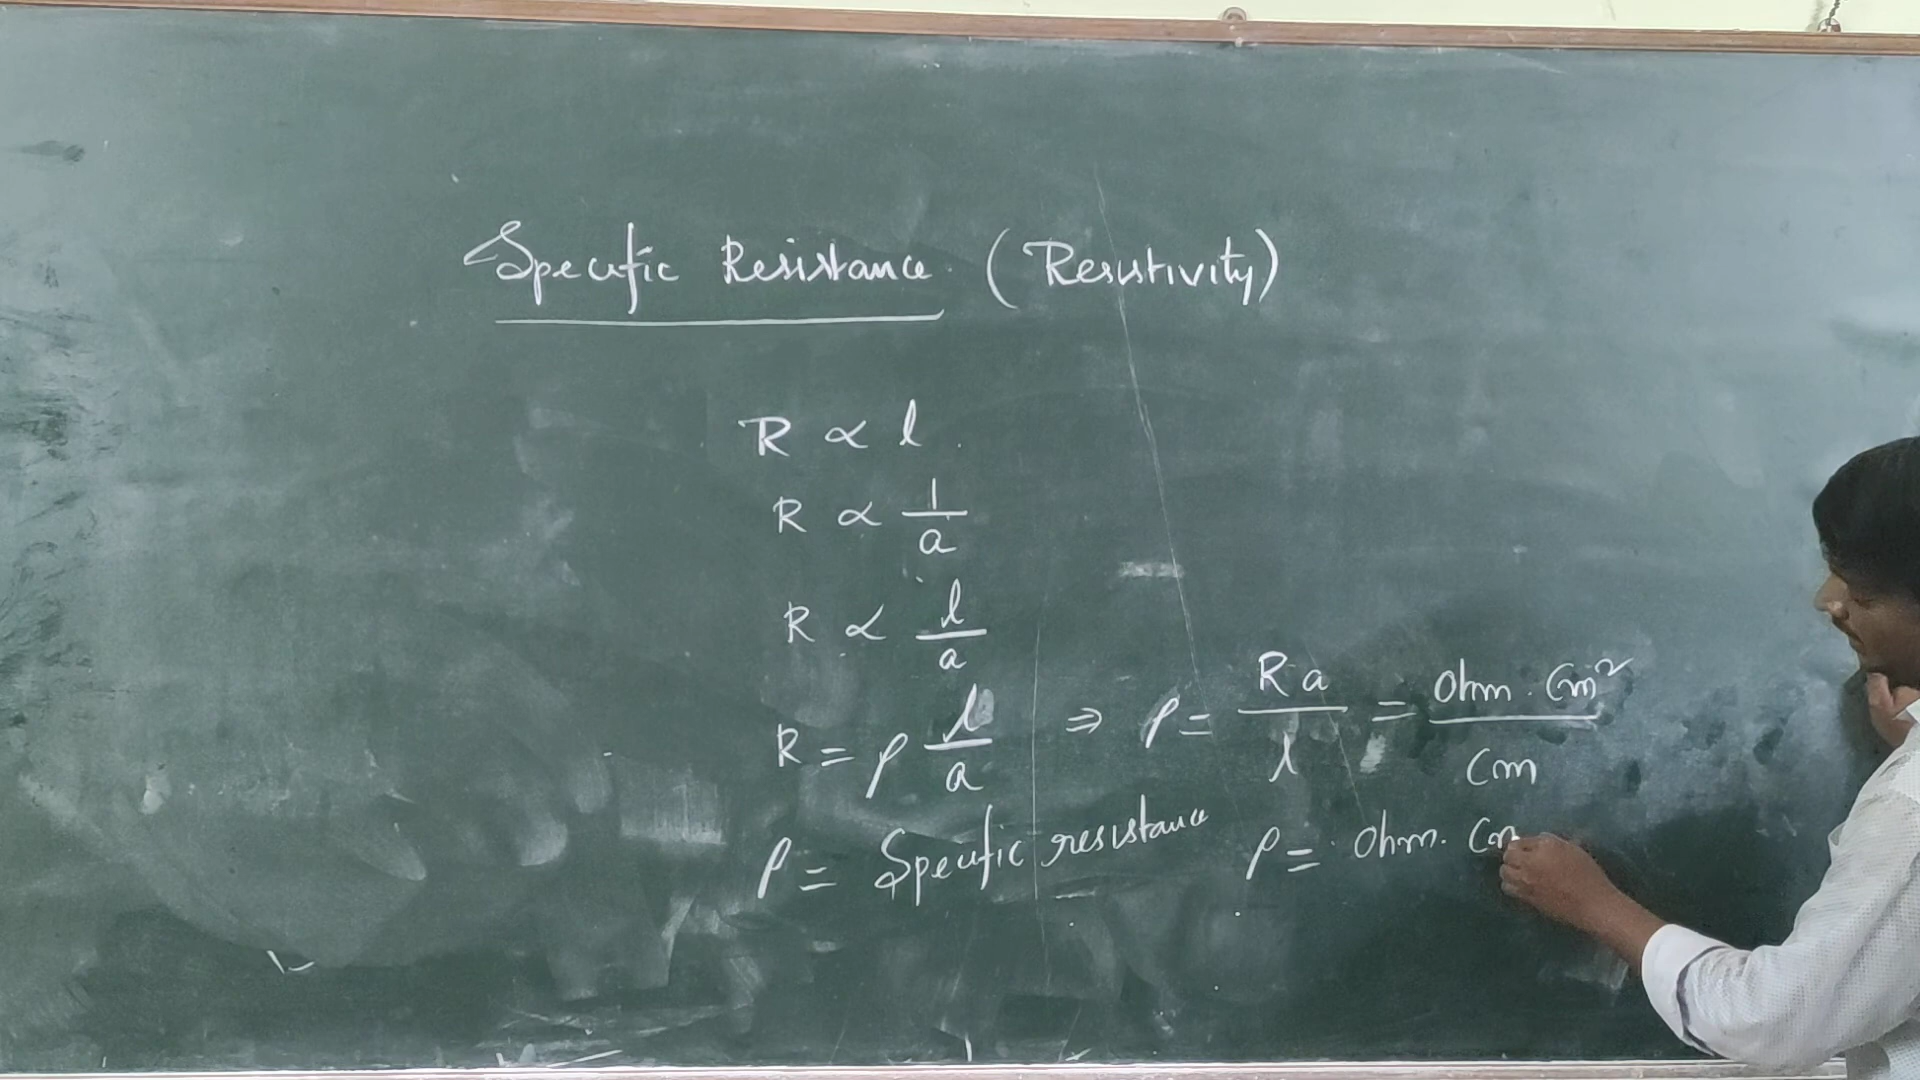 Specific Resistance (Resistivity)
R ∝ l
R ∝ 1/a
R ∝ l/a
R = ρ l/a ⇒ ρ = Ra/l = Ohm. Cm²/Cm
ρ = Specific resistance ρ = Ohm. Cm